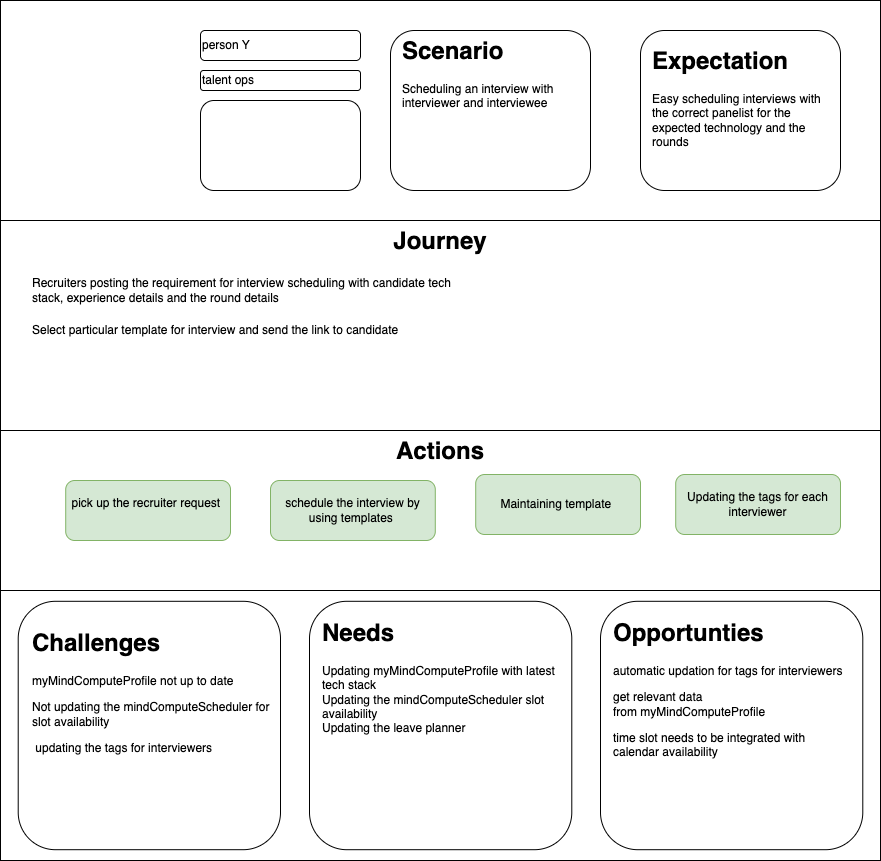 person Y
talent ops
Scenario
Scheduling an interview with
interviewer and interviewee
Expectation
Easy scheduling interviews with
the correct panelist for the
expected technology and the
rounds
Journey
Recruiters posting the requirement for interview scheduling with candidate tech
stack, experience details and the round details
Select particular template for interview and send the link to candidate
Actions
pick up the recruiter request
schedule the interview by
using templates
Maintaining template
Updating the tags for each
interviewer
Challenges
myMindComputeProfile not up to date
Not updating the mindComputeScheduler for
slot availability
updating the tags for interviewers
Needs
Updating myMindComputeProfile with latest
tech stack
Updating the mindComputeScheduler slot
availability
Updating the leave planner
Opportunties
automatic updation for tags for interviewers
get relevant data
from myMindComputeProfile
time slot needs to be integrated with
calendar availability